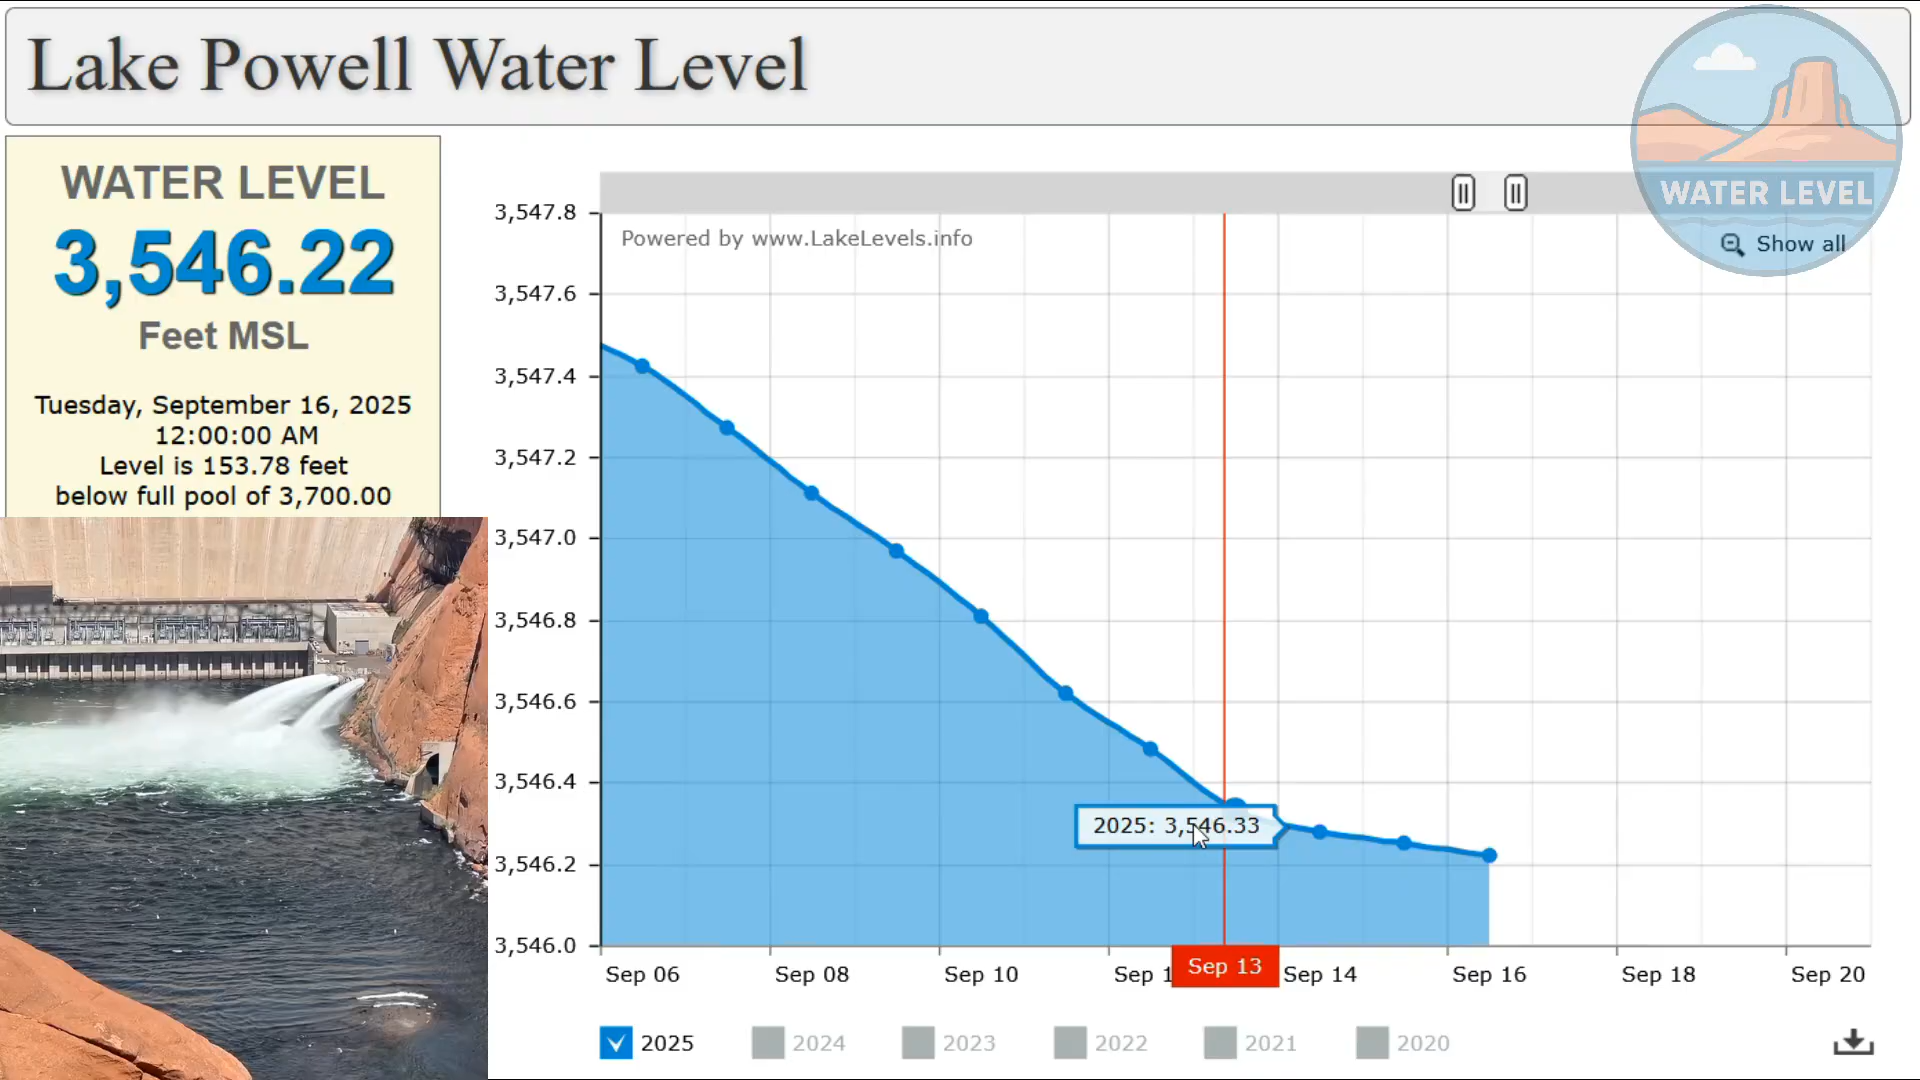 Lake Powell Water Level
WATER LEVEL
WATER LEVEL
3,546.22
Feet MSL
Tuesday, September 16, 2025
12:00:00 AM
Level is 153.78 feet
below full pool of 3,700.00
Powered by www.LakeLevels.info
Show all
3,547.8
3,547.6
3,547.4
3,547.2
3,547.0
3,546.8
3,546.6
3,546.4
3,546.2
3,546.0
2025: 3,546.33
Sep 06 Sep 08 Sep 10 Sep 1 Sep 13 Sep 14 Sep 16 Sep 18 Sep 20
2025 2024 2023 2022 2021 2020